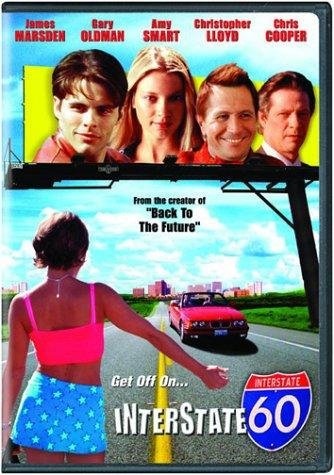 James MARSDEN
Gary OLDMAN
Amy SMART
Christopher LLOYD
Chris COOPER
From the creator of
"Back To
The Future"
Get Off On...
INTERSTATE
INTERSTATE
60